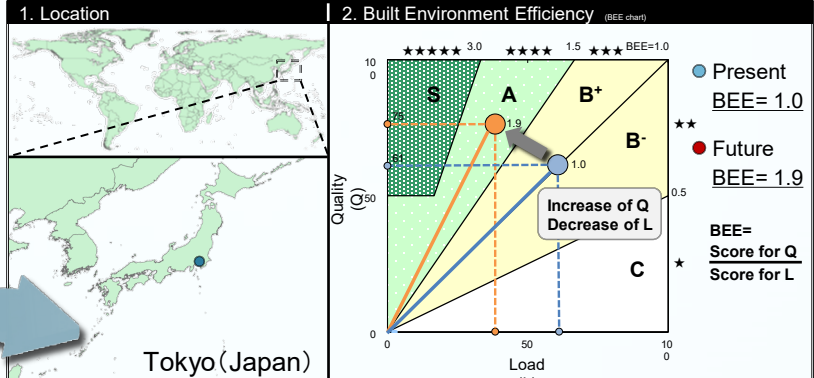 1. Location
2. Built Environment Efficiency (BEE chart)
★★★★★ 3.0 ★★★★ 1.5 ★★★ BEE=1.0
10
0
S
A
B+
B-
C
75
61
50
0
1.9
1.0
★★
0.5
★
Quality
(Q)
Increase of Q
Decrease of L
0
50
10
0
Load
Present
BEE= 1.0
Future
BEE= 1.9
BEE=
Score for Q
Score for L
Tokyo(Japan)